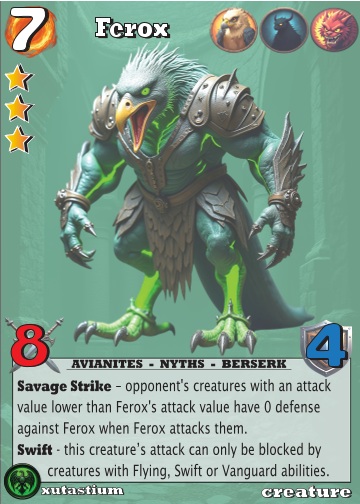 7
Ferox
8
4
AVIANITES - NYTHS - BERSERK
Savage Strike – opponent's creatures with an attack
value lower than Ferox's attack value have 0 defense
against Ferox when Ferox attacks them.
Swift - this creature's attack can only be blocked by
creatures with Flying, Swift or Vanguard abilities.
xutastium
creature